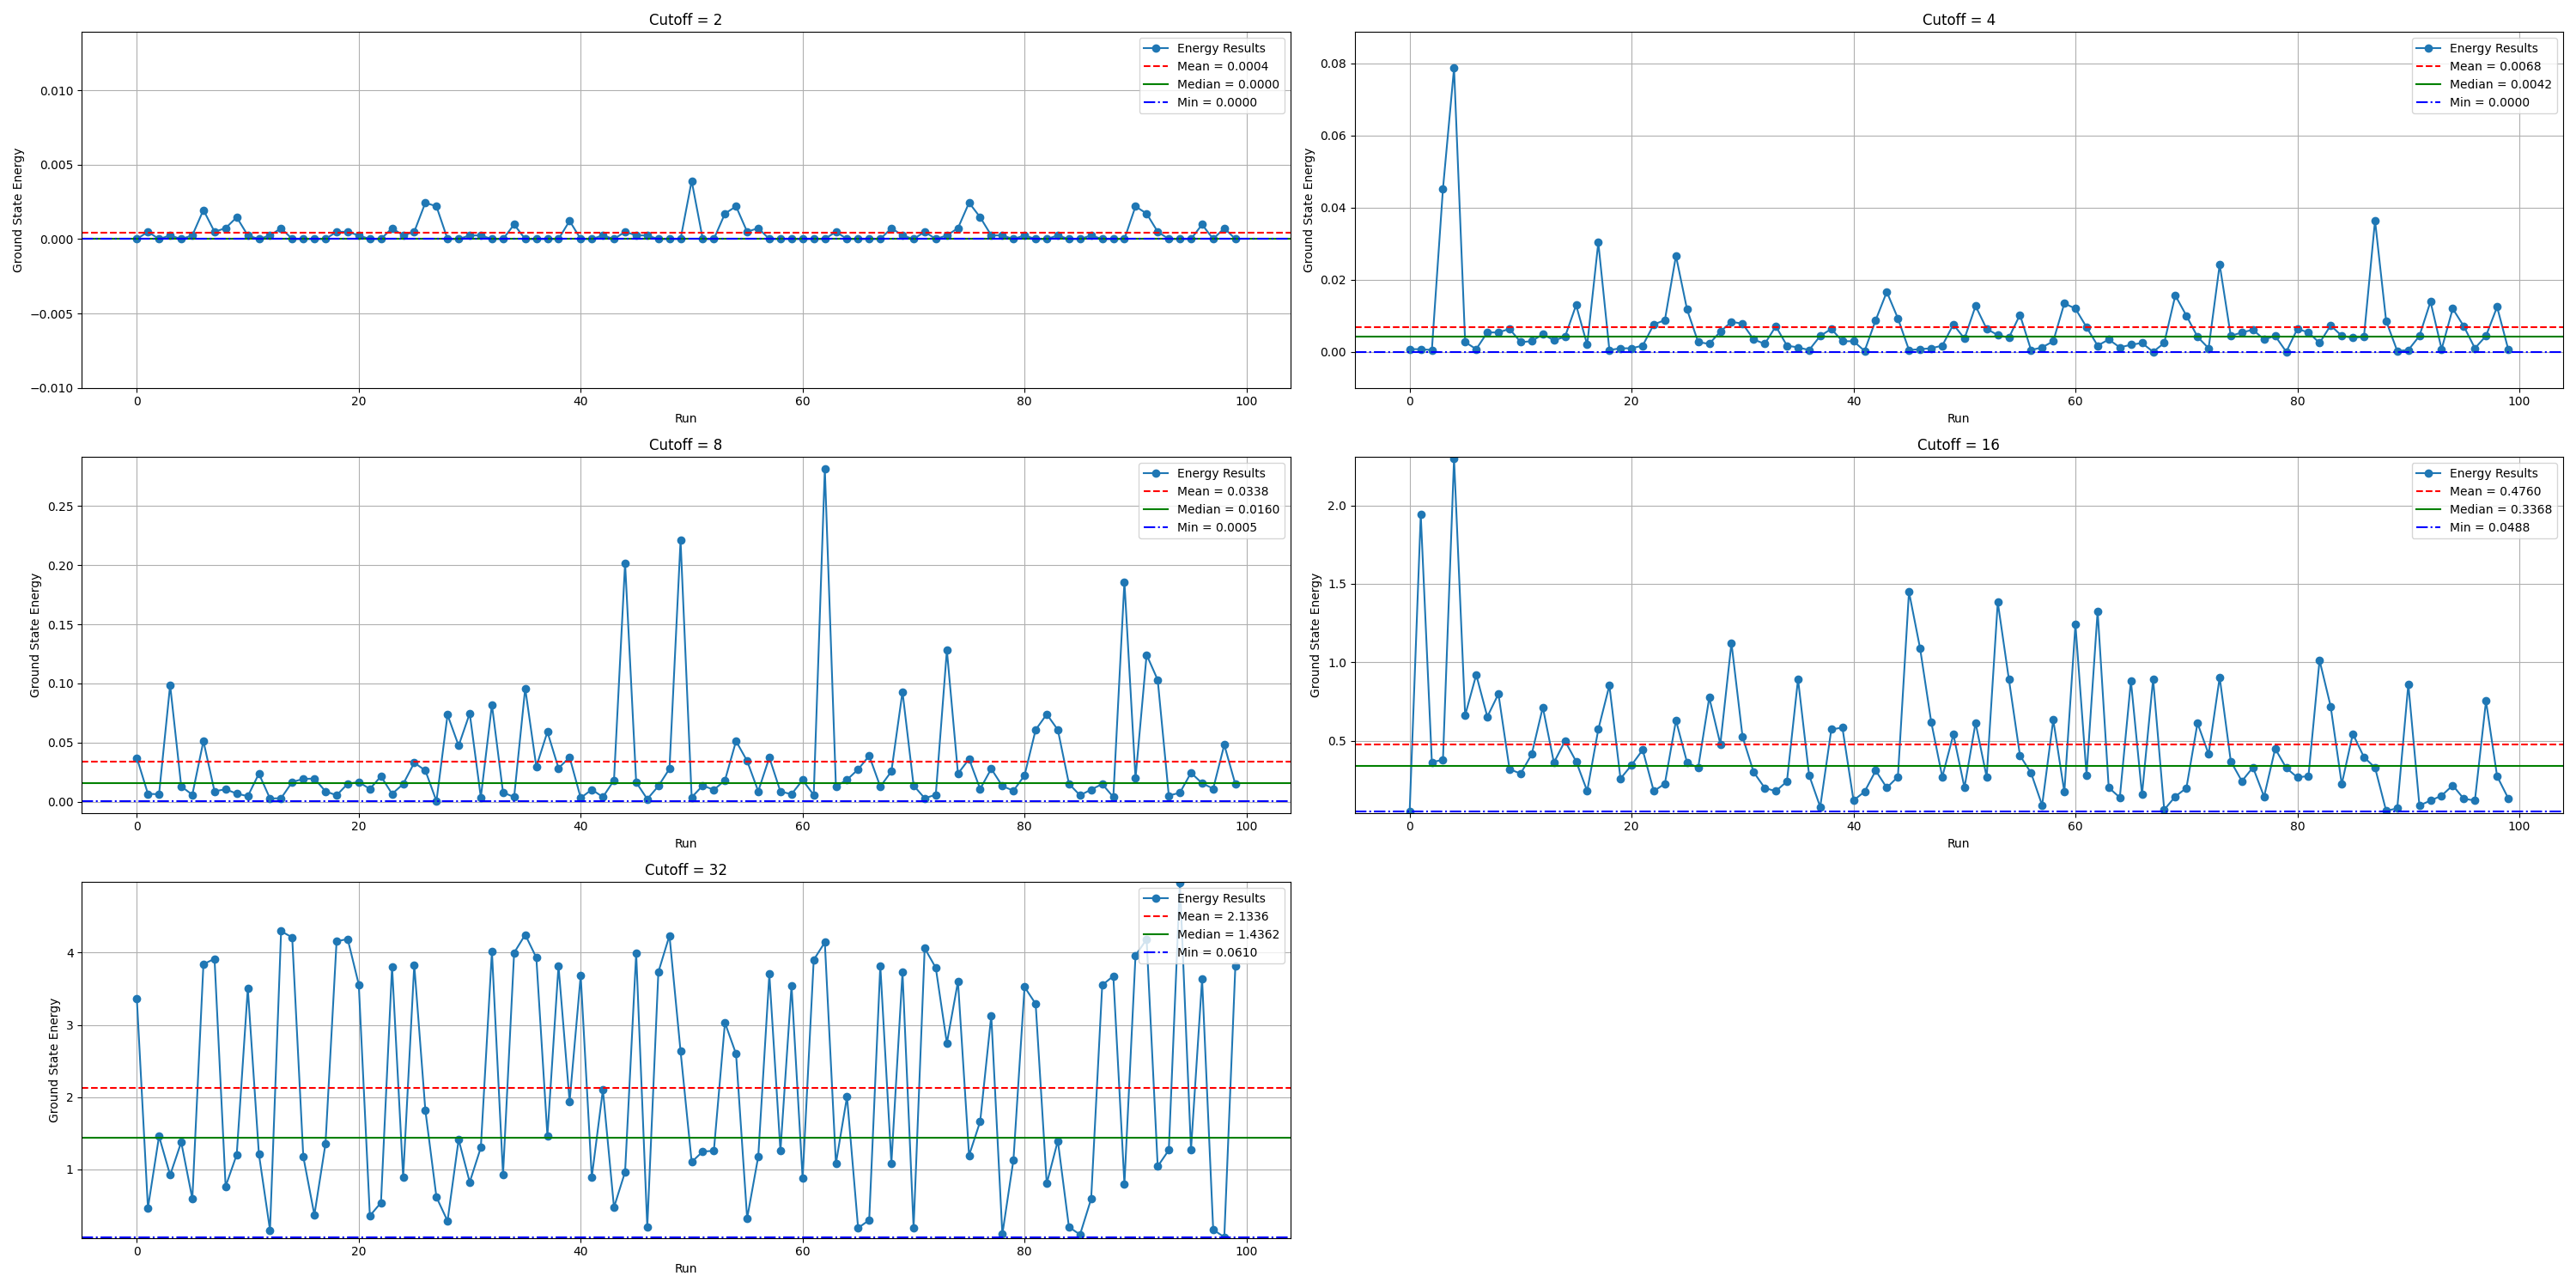 Cutoff = 2
Ground State Energy
0.010
0.005
0.000
−0.005
−0.010
Energy Results
Mean = 0.0004
Median = 0.0000
Min = 0.0000
0 20 40 60 80 100
Run
Cutoff = 4
Ground State Energy
0.08
0.06
0.04
0.02
0.00
Energy Results
Mean = 0.0068
Median = 0.0042
Min = 0.0000
0 20 40 60 80 100
Run
Cutoff = 8
Ground State Energy
0.25
0.20
0.15
0.10
0.05
0.00
Energy Results
Mean = 0.0338
Median = 0.0160
Min = 0.0005
0 20 40 60 80 100
Run
Cutoff = 16
Ground State Energy
2.0
1.5
1.0
0.5
Energy Results
Mean = 0.4760
Median = 0.3368
Min = 0.0488
0 20 40 60 80 100
Run
Cutoff = 32
Ground State Energy
4
3
2
1
Energy Results
Mean = 2.1336
Median = 1.4362
Min = 0.0610
0 20 40 60 80 100
Run